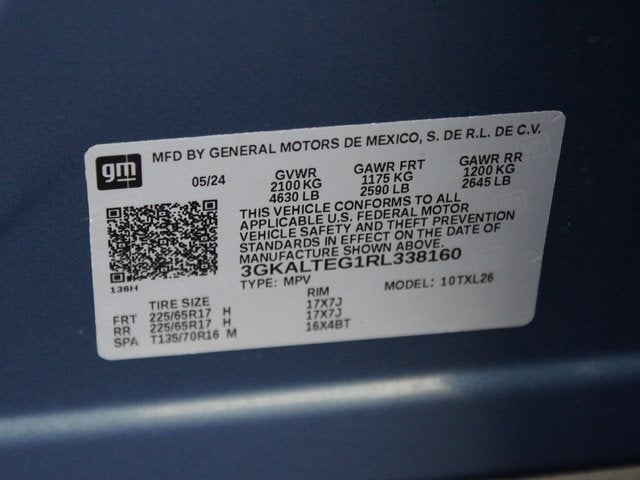 gm MFD BY GENERAL MOTORS DE MEXICO, S. DE R.L. DE C.V.
05/24 GVWR GAWR FRT GAWR RR
2100 KG 1175 KG 1200 KG
4630 LB 2590 LB 2645 LB
THIS VEHICLE CONFORMS TO ALL
APPLICABLE U.S. FEDERAL MOTOR
VEHICLE SAFETY AND THEFT PREVENTION
STANDARDS IN EFFECT ON THE DATE OF
MANUFACTURE SHOWN ABOVE.
3GKALTEG1RL338160
136H TYPE: MPV MODEL: 10TXL26
TIRE SIZE RIM
FRT 225/65R17 H 17X7J
RR 225/65R17 H 17X7J
SPA T135/70R16 M 16X4BT